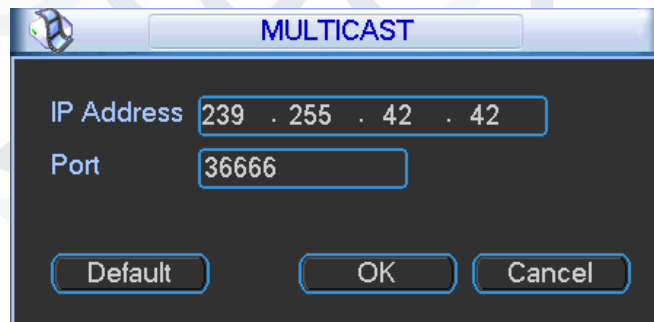 MULTICAST
IP Address 239 . 255 . 42 . 42
Port 36666
Default OK Cancel